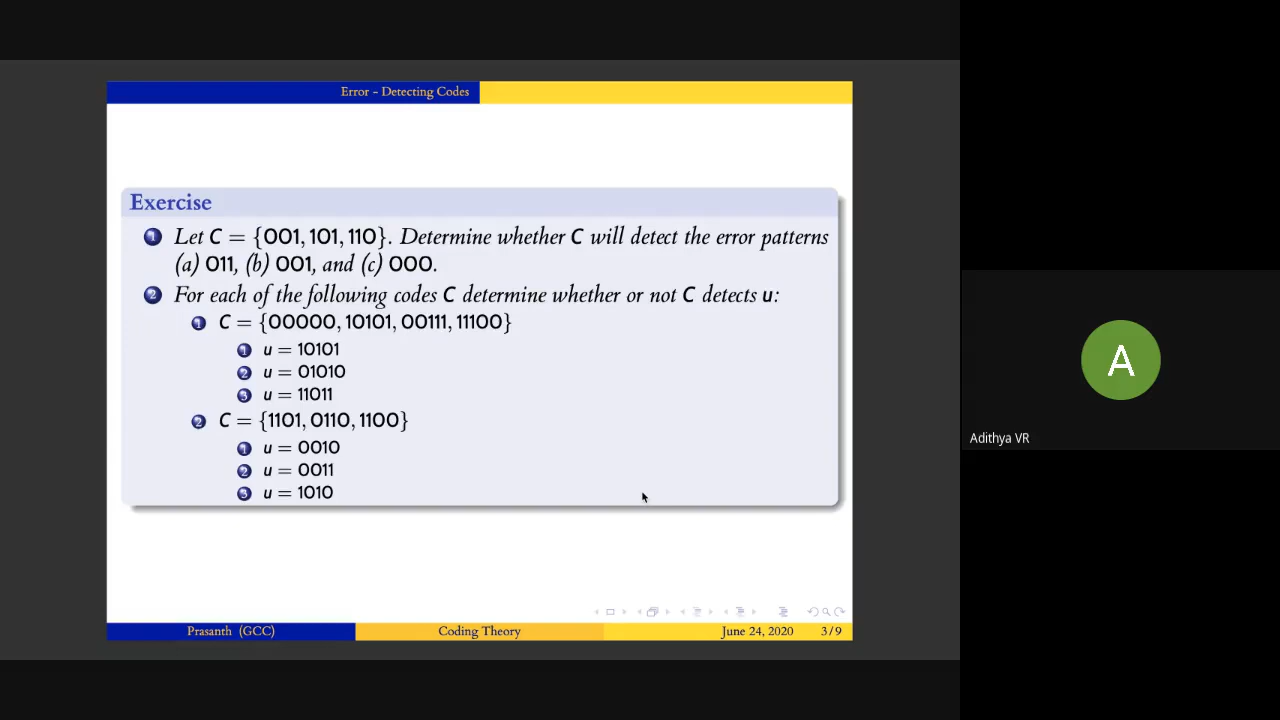 Error – Detecting Codes
Exercise
1 Let C = {001, 101, 110}. Determine whether C will detect the error patterns
(a) 011, (b) 001, and (c) 000.
2 For each of the following codes C determine whether or not C detects u:
1 C = {00000, 10101, 00111, 11100}
1 u = 10101
2 u = 01010
3 u = 11011
2 C = {1101, 0110, 1100}
1 u = 0010
2 u = 0011
3 u = 1010
Prasanth (GCC) Coding Theory June 24, 2020 3 / 9
A
Adithya VR